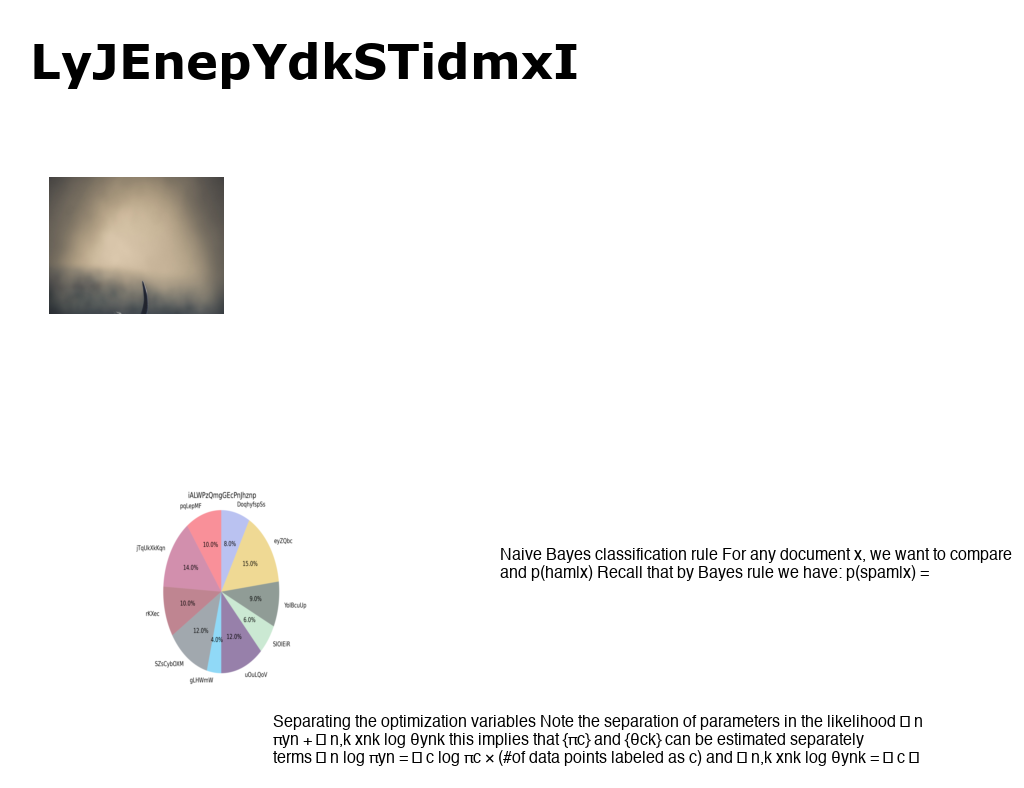 LyJEnepYdkSTidmxI
iALWPzQmgGEcPnJhznp
pqLepMF
DoqhyfspSs
jTqUkXkKqn
eyZQbc
10.0%
8.0%
14.0%
15.0%
10.0%
9.0%
rKXec
YolBcuUp
12.0%
4.0%
12.0%
6.0%
SlOlEiR
SZsCybOXM
gLHWmW
uOuLQoV
Naive Bayes classification rule For any document x, we want to compare
and p(ham|x) Recall that by Bayes rule we have: p(spam|x) =
Separating the optimization variables Note the separation of parameters in the likelihood □ n
πyn + □ n,k xnk log θynk this implies that {πc} and {θck} can be estimated separately
terms □ n log πyn = □ c log πc × (#of data points labeled as c) and □ n,k xnk log θynk = □ c □